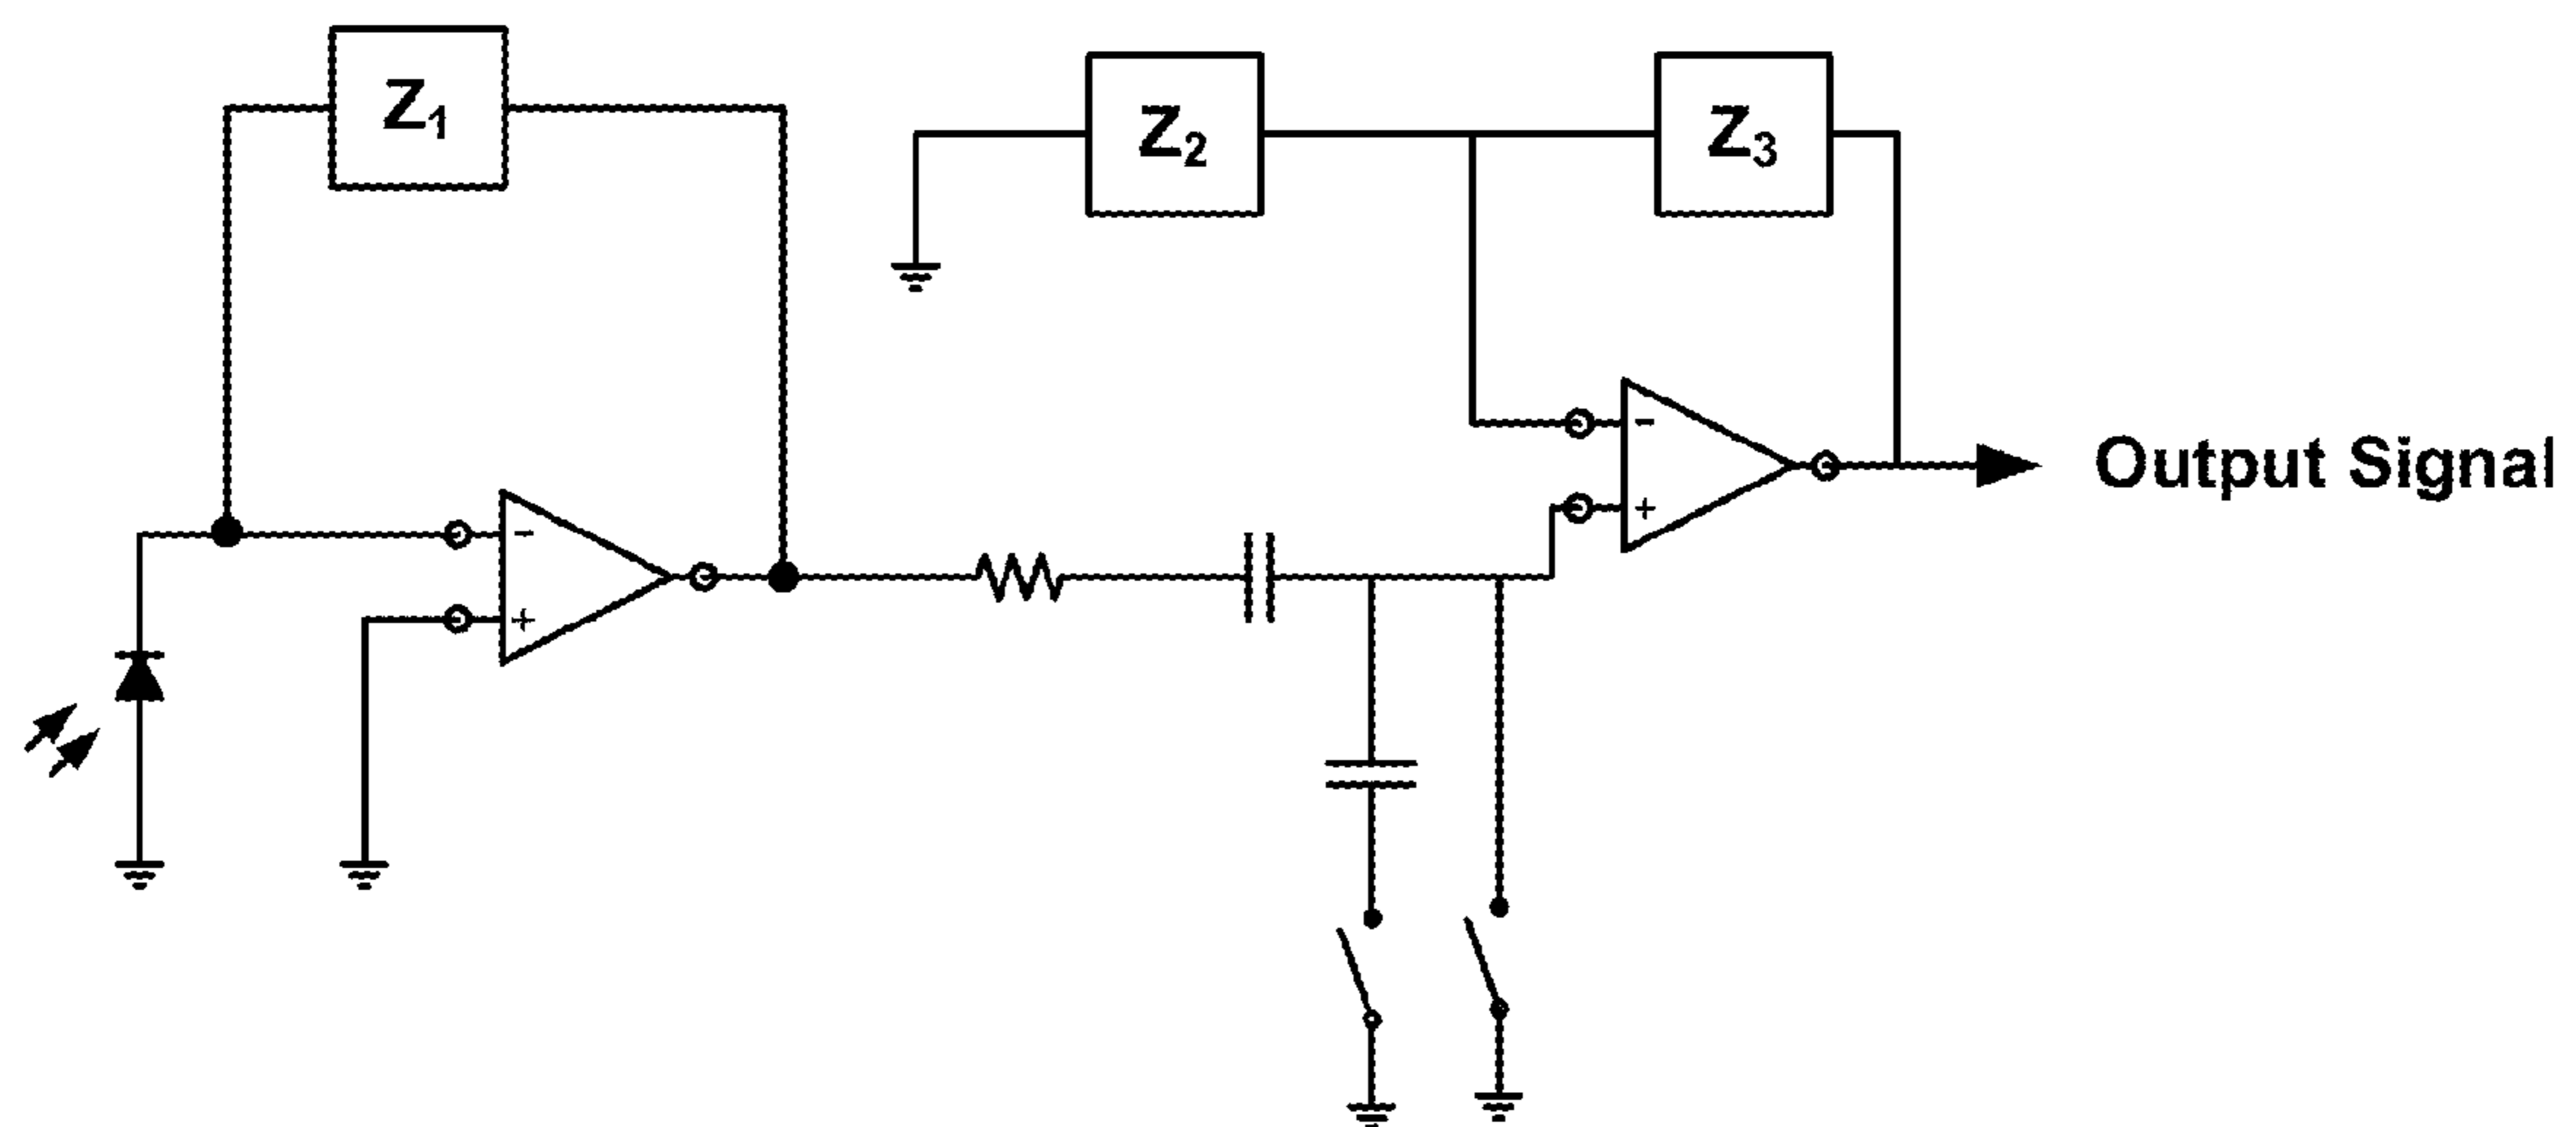 Z₁
Z₂
Z₃
-
+
Output Signal
-
+